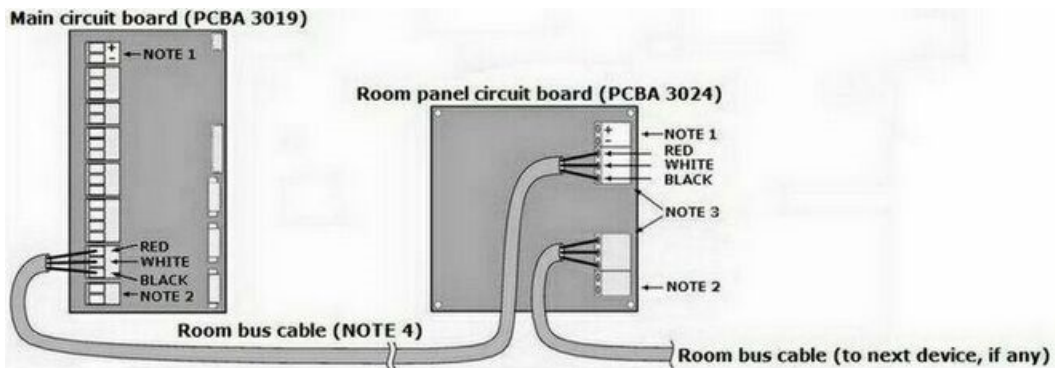 Main circuit board (PCBA 3019)
+
-
NOTE 1
Room panel circuit board (PCBA 3024)
+
-
NOTE 1
RED
WHITE
BLACK
NOTE 3
RED
WHITE
BLACK
NOTE 2
NOTE 2
Room bus cable (NOTE 4)
Room bus cable (to next device, if any)